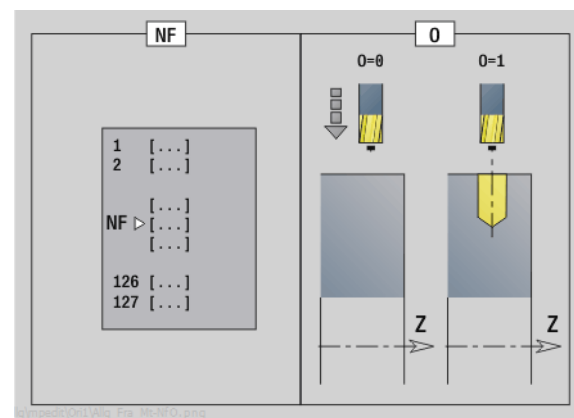 NF
O
O=0 O=1
1 [...]
2 [...]
[...]
NF [...]
[...]
126 [...]
127 [...]
Z Z